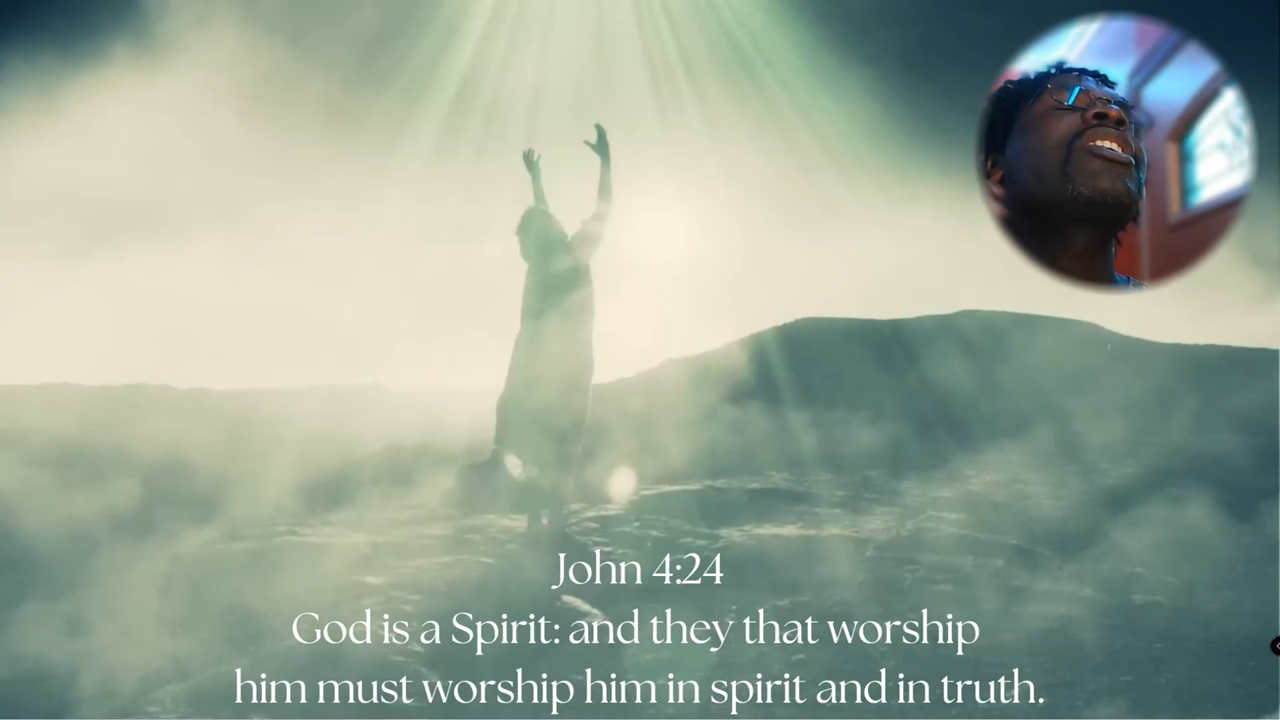 John 4:24
God is a Spirit: and they that worship
him must worship him in spirit and in truth.